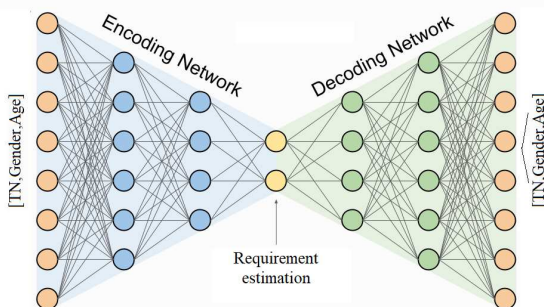 Encoding Network
Decoding Network
[TN,Gender,Age]
[TN,Gender,Age]
Requirement
estimation